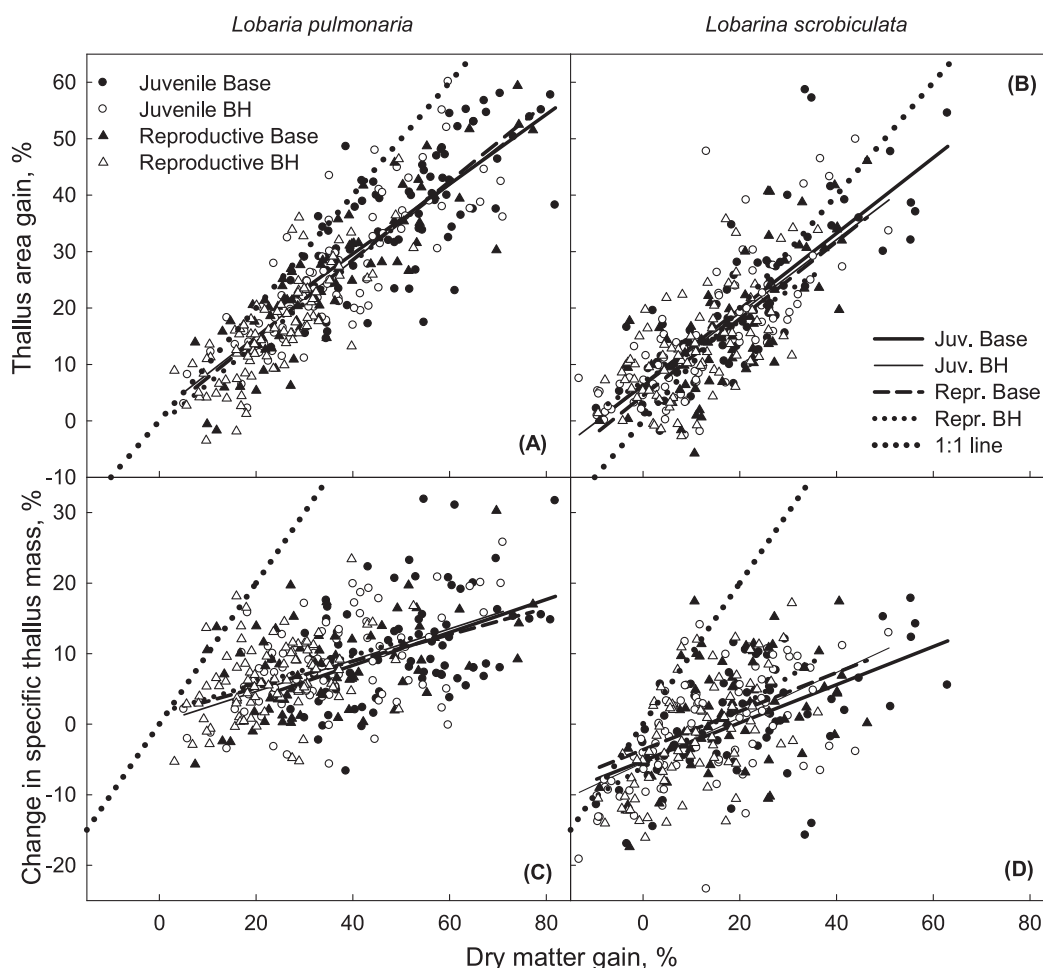 Lobaria pulmonaria
Lobarina scrobiculata
Thallus area gain, %
60
50
40
30
20
10
0
-10
Juvenile Base
Juvenile BH
Reproductive Base
Reproductive BH
(A)
(B)
Juv. Base
Juv. BH
Repr. Base
Repr. BH
1:1 line
Change in specific thallus mass, %
30
20
10
0
-10
-20
(C)
(D)
0 20 40 60 80
0 20 40 60 80
Dry matter gain, %